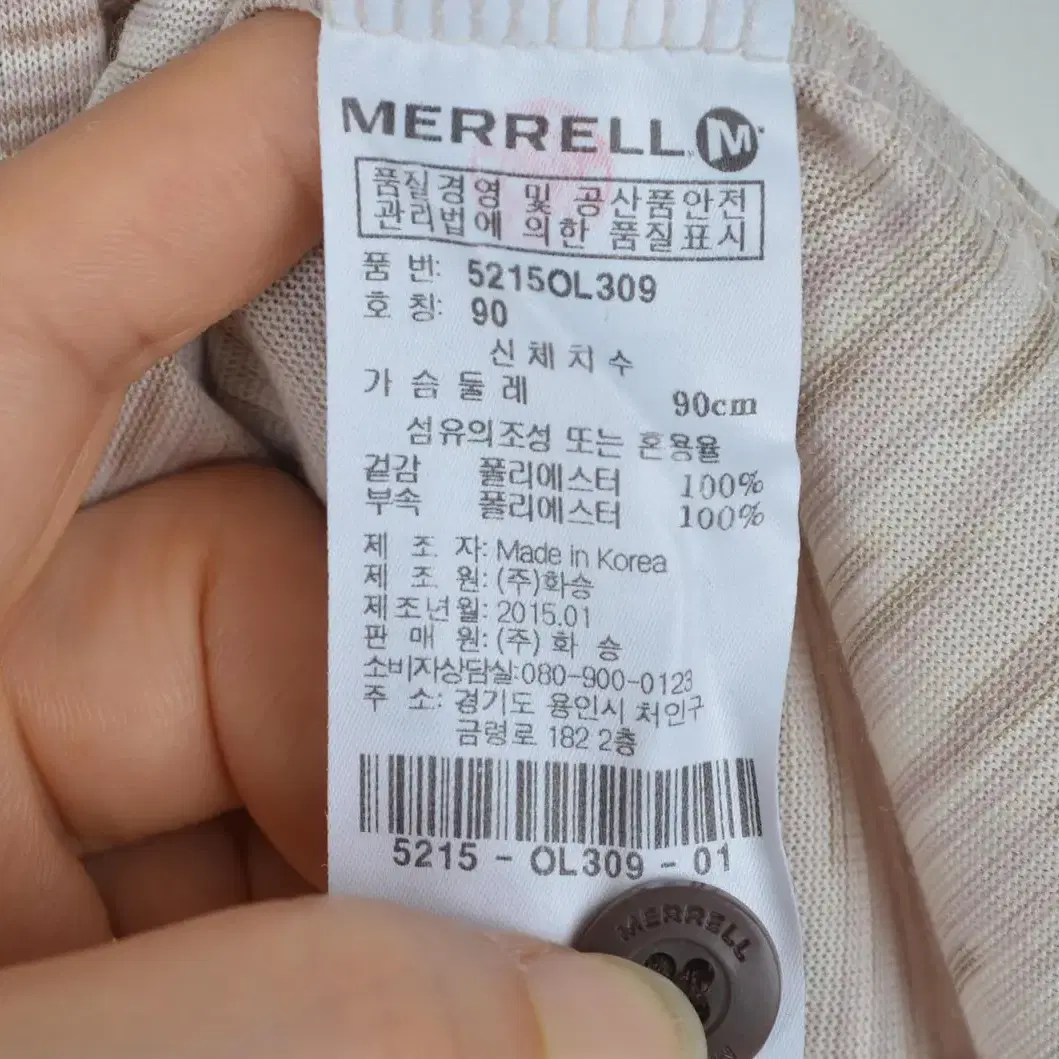 MERRELL M
품질경영 및 공산품안전
관리법에 의한 품질표시
품 번: 5215OL309
호 칭: 90
신체치수
가 슴 둘 레 90cm
섬유의조성 또는 혼용율
겉감 폴리에스터 100%
부속 폴리에스터 100%
제 조 자: Made in Korea
제 조 원: (주)화승
제조년월: 2015.01
판 매 원: (주) 화 승
소비자상담실:080-900-0123
주 소: 경기도 용인시 처인구
금령로 182 2층
5215 - OL309 - 01
MERRELL